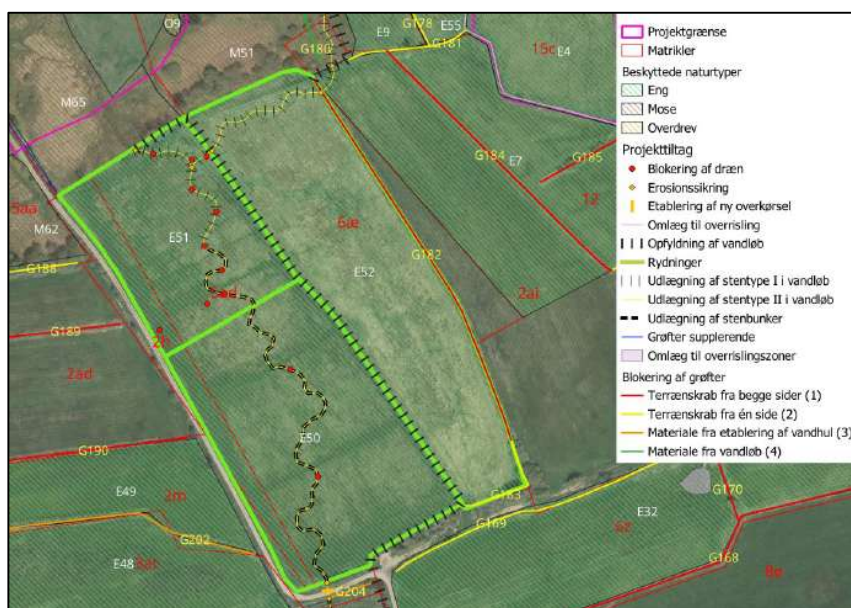 O9
M51
M65
G180
E9
G178
G181
E55
15c
E4
G184
E7
G185
12
M62
E51
6æ
E52
G182
G188
2ai
G189
2ad
G190
E50
E49
2m
G202
E48
G183
G169
E32
G170
G168
G204
Projektgrænse
Matrikler
Beskyttede naturtyper
Eng
Mose
Overdrev
Projekttiltag
Blokering af dræn
Erosionssikring
Etablering af ny overkørsel
Omlæg til overrisling
Opfyldning af vandløb
Rydninger
Udlægning af stentype I i vandløb
Udlægning af stentype II i vandløb
Udlægning af stenbunker
Grøfter supplerende
Omlæg til overrislingszoner
Blokering af grøfter
Terrænskrab fra begge sider (1)
Terrænskrab fra én side (2)
Materiale fra etablering af vandhul (3)
Materiale fra vandløb (4)